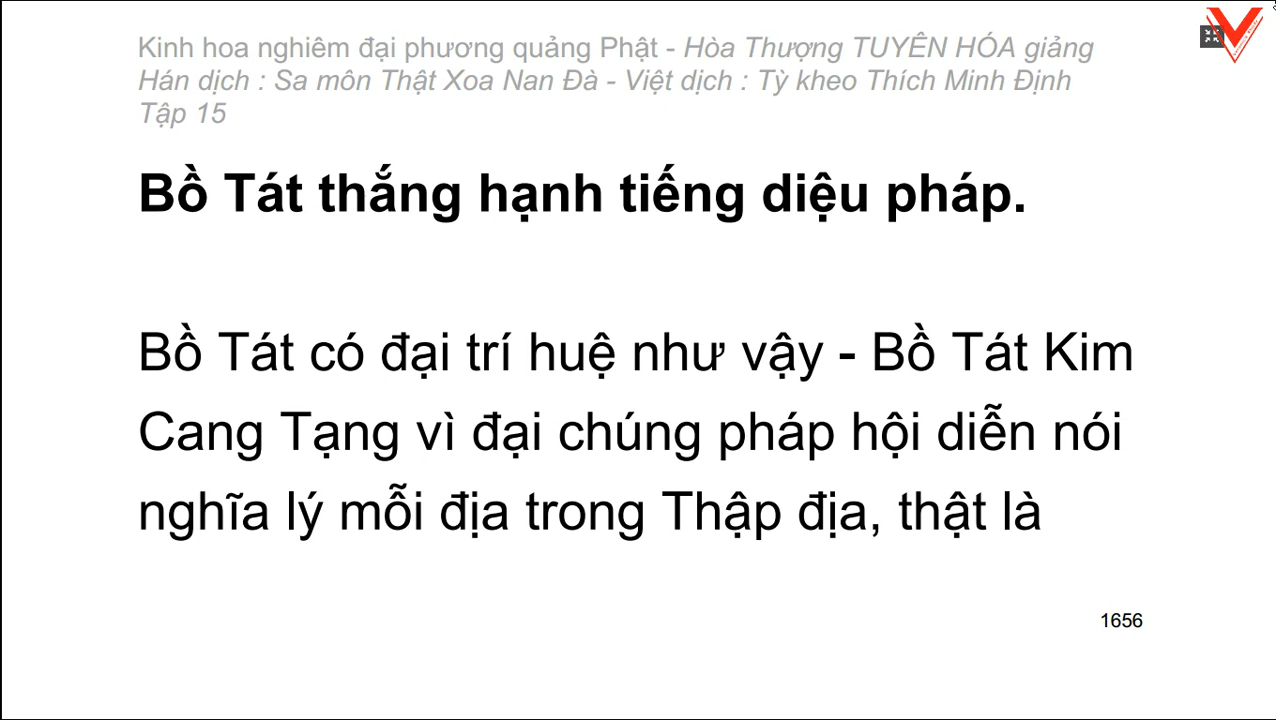 Kinh hoa nghiêm đại phương quảng Phật - Hòa Thượng TUYÊN HÓA giảng
Hán dịch : Sa môn Thật Xoa Nan Đà - Việt dịch : Tỳ kheo Thích Minh Định
Tập 15
Bồ Tát thắng hạnh tiếng diệu pháp.
Bồ Tát có đại trí huệ như vậy - Bồ Tát Kim
Cang Tạng vì đại chúng pháp hội diễn nói
nghĩa lý mỗi địa trong Thập địa, thật là
1656